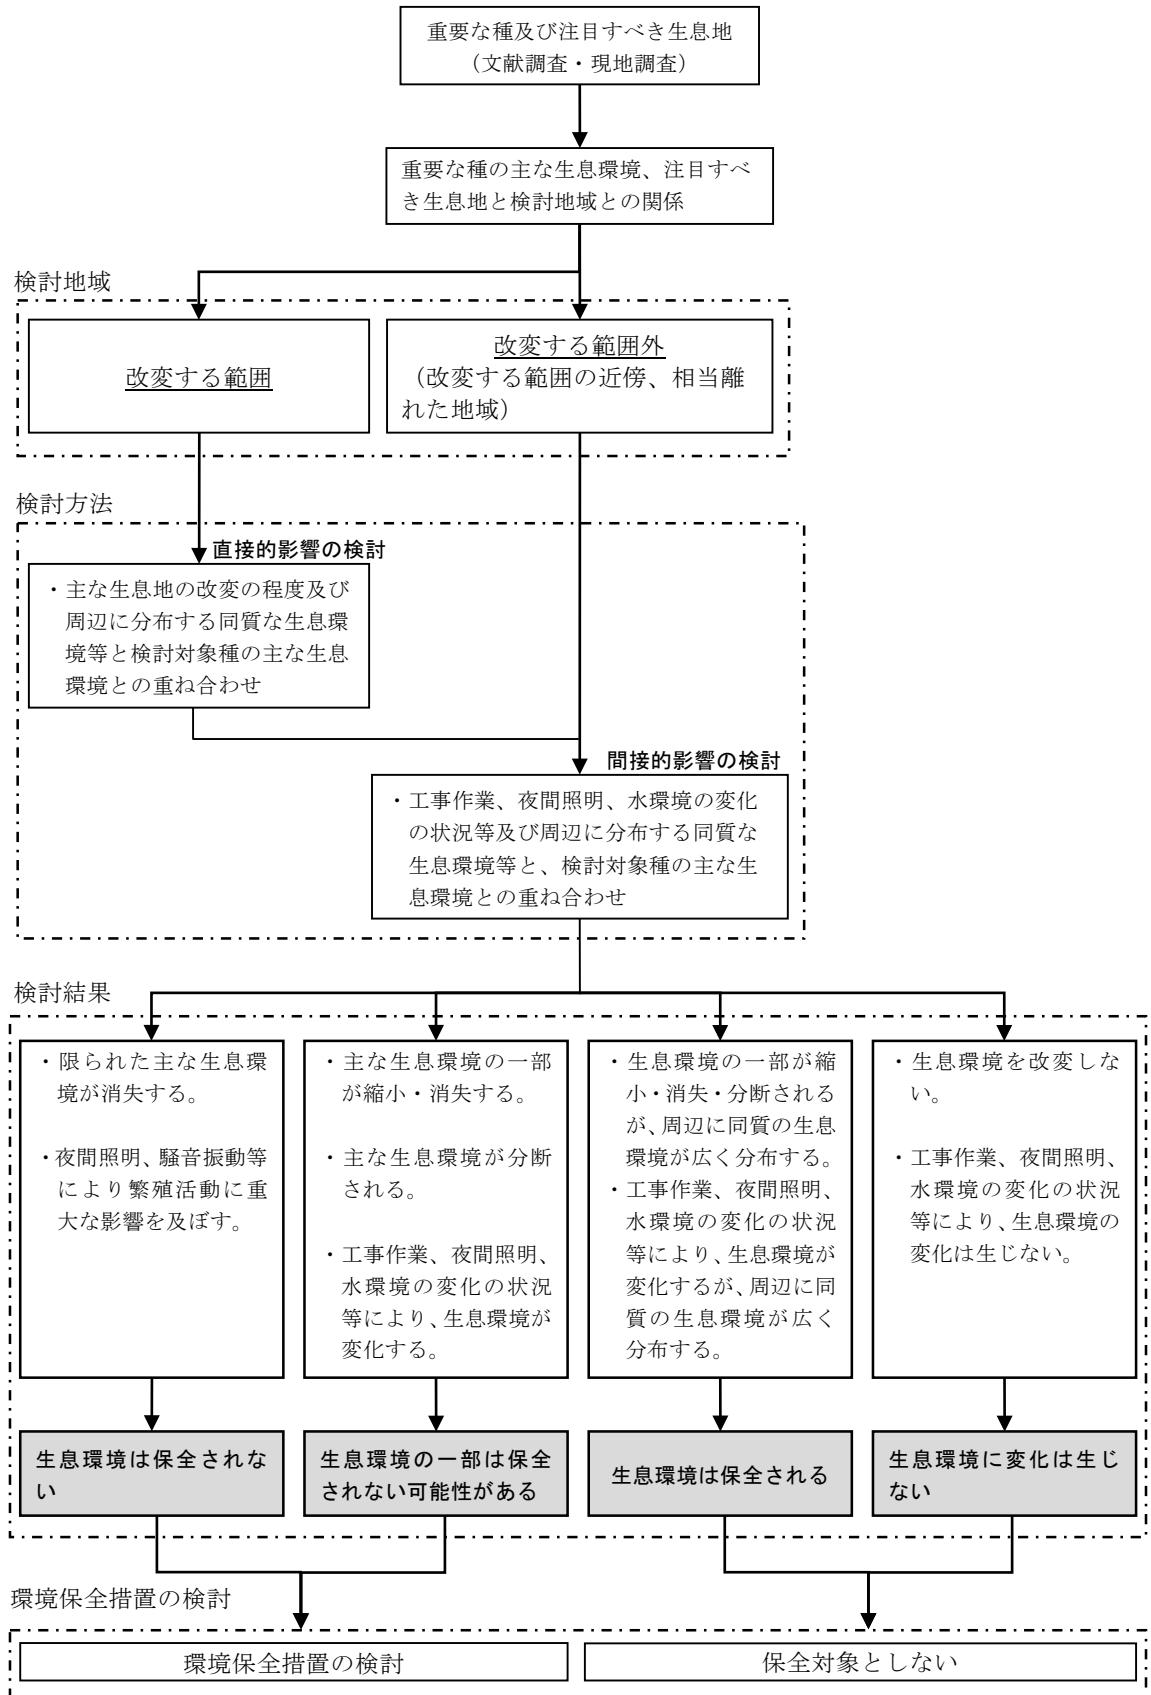 重要な種及び注目すべき生息地
（文献調査・現地調査）
重要な種の主な生息環境、注目すべ
き生息地と検討地域との関係
検討地域
改変する範囲
改変する範囲外
（改変する範囲の近傍、相当離
れた地域）
検討方法
直接的影響の検討
・主な生息地の改変の程度及び
周辺に分布する同質な生息環
境等と検討対象種の主な生息
環境との重ね合わせ
間接的影響の検討
・工事作業、夜間照明、水環境の変化
の状況等及び周辺に分布する同質な
生息環境等と、検討対象種の主な生
息環境との重ね合わせ
検討結果
・限られた主な生息環
境が消失する。
・夜間照明、騒音振動等
により繁殖活動に重
大な影響を及ぼす。
・主な生息環境の一部
が縮小・消失する。
・主な生息環境が分断
される。
・工事作業、夜間照明、
水環境の変化の状況
等により、生息環境が
変化する。
・生息環境の一部が縮
小・消失・分断される
が、周辺に同質の生息
環境が広く分布する。
・工事作業、夜間照明、
水環境の変化の状況
等により、生息環境が
変化するが、周辺に同
質の生息環境が広く
分布する。
・生息環境を改変しな
い。
・工事作業、夜間照明、
水環境の変化の状況
等により、生息環境の
変化は生じない。
生息環境は保全されな
い
生息環境の一部は保全
されない可能性がある
生息環境は保全される
生息環境に変化は生じ
ない
環境保全措置の検討
環境保全措置の検討
保全対象としない